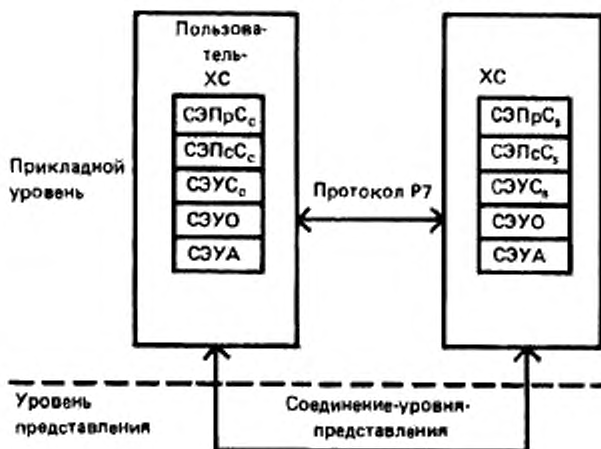 Пользова-
тель-
ХС
СЭПрС_c
СЭПсС_c
СЭУС_c
СЭУО
СЭУА
ХС
СЭПрС_s
СЭПсС_s
СЭУС_s
СЭУО
СЭУА
Прикладной
уровень
Протокол Р7
Уровень
представления
Соединение-уровня-
представления